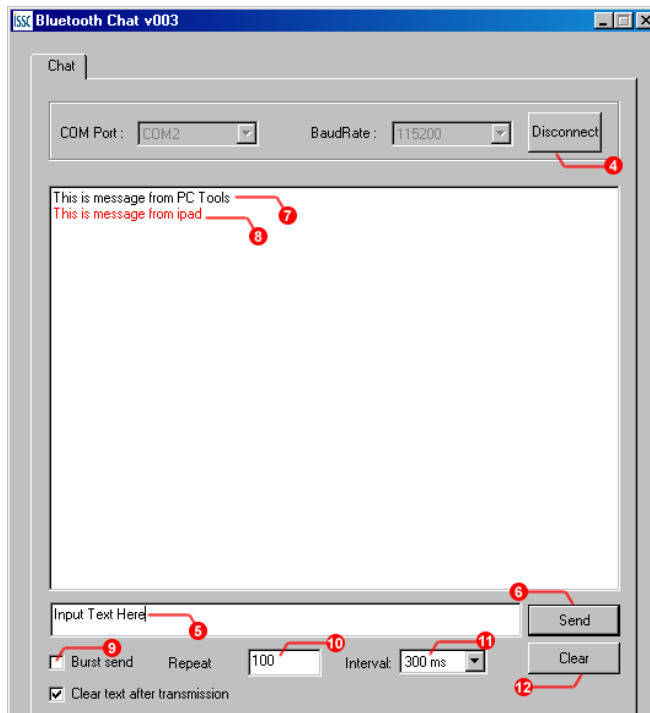 ISSC Bluetooth Chat v003
Chat
COM Port : COM2 BaudRate : 115200 Disconnect
4
This is message from PC Tools
7
This is message from ipad
8
6
Input Text Here
5
Send
9
10
11
Burst send Repeat 100 Interval: 300 ms Clear
12
Clear text after transmission